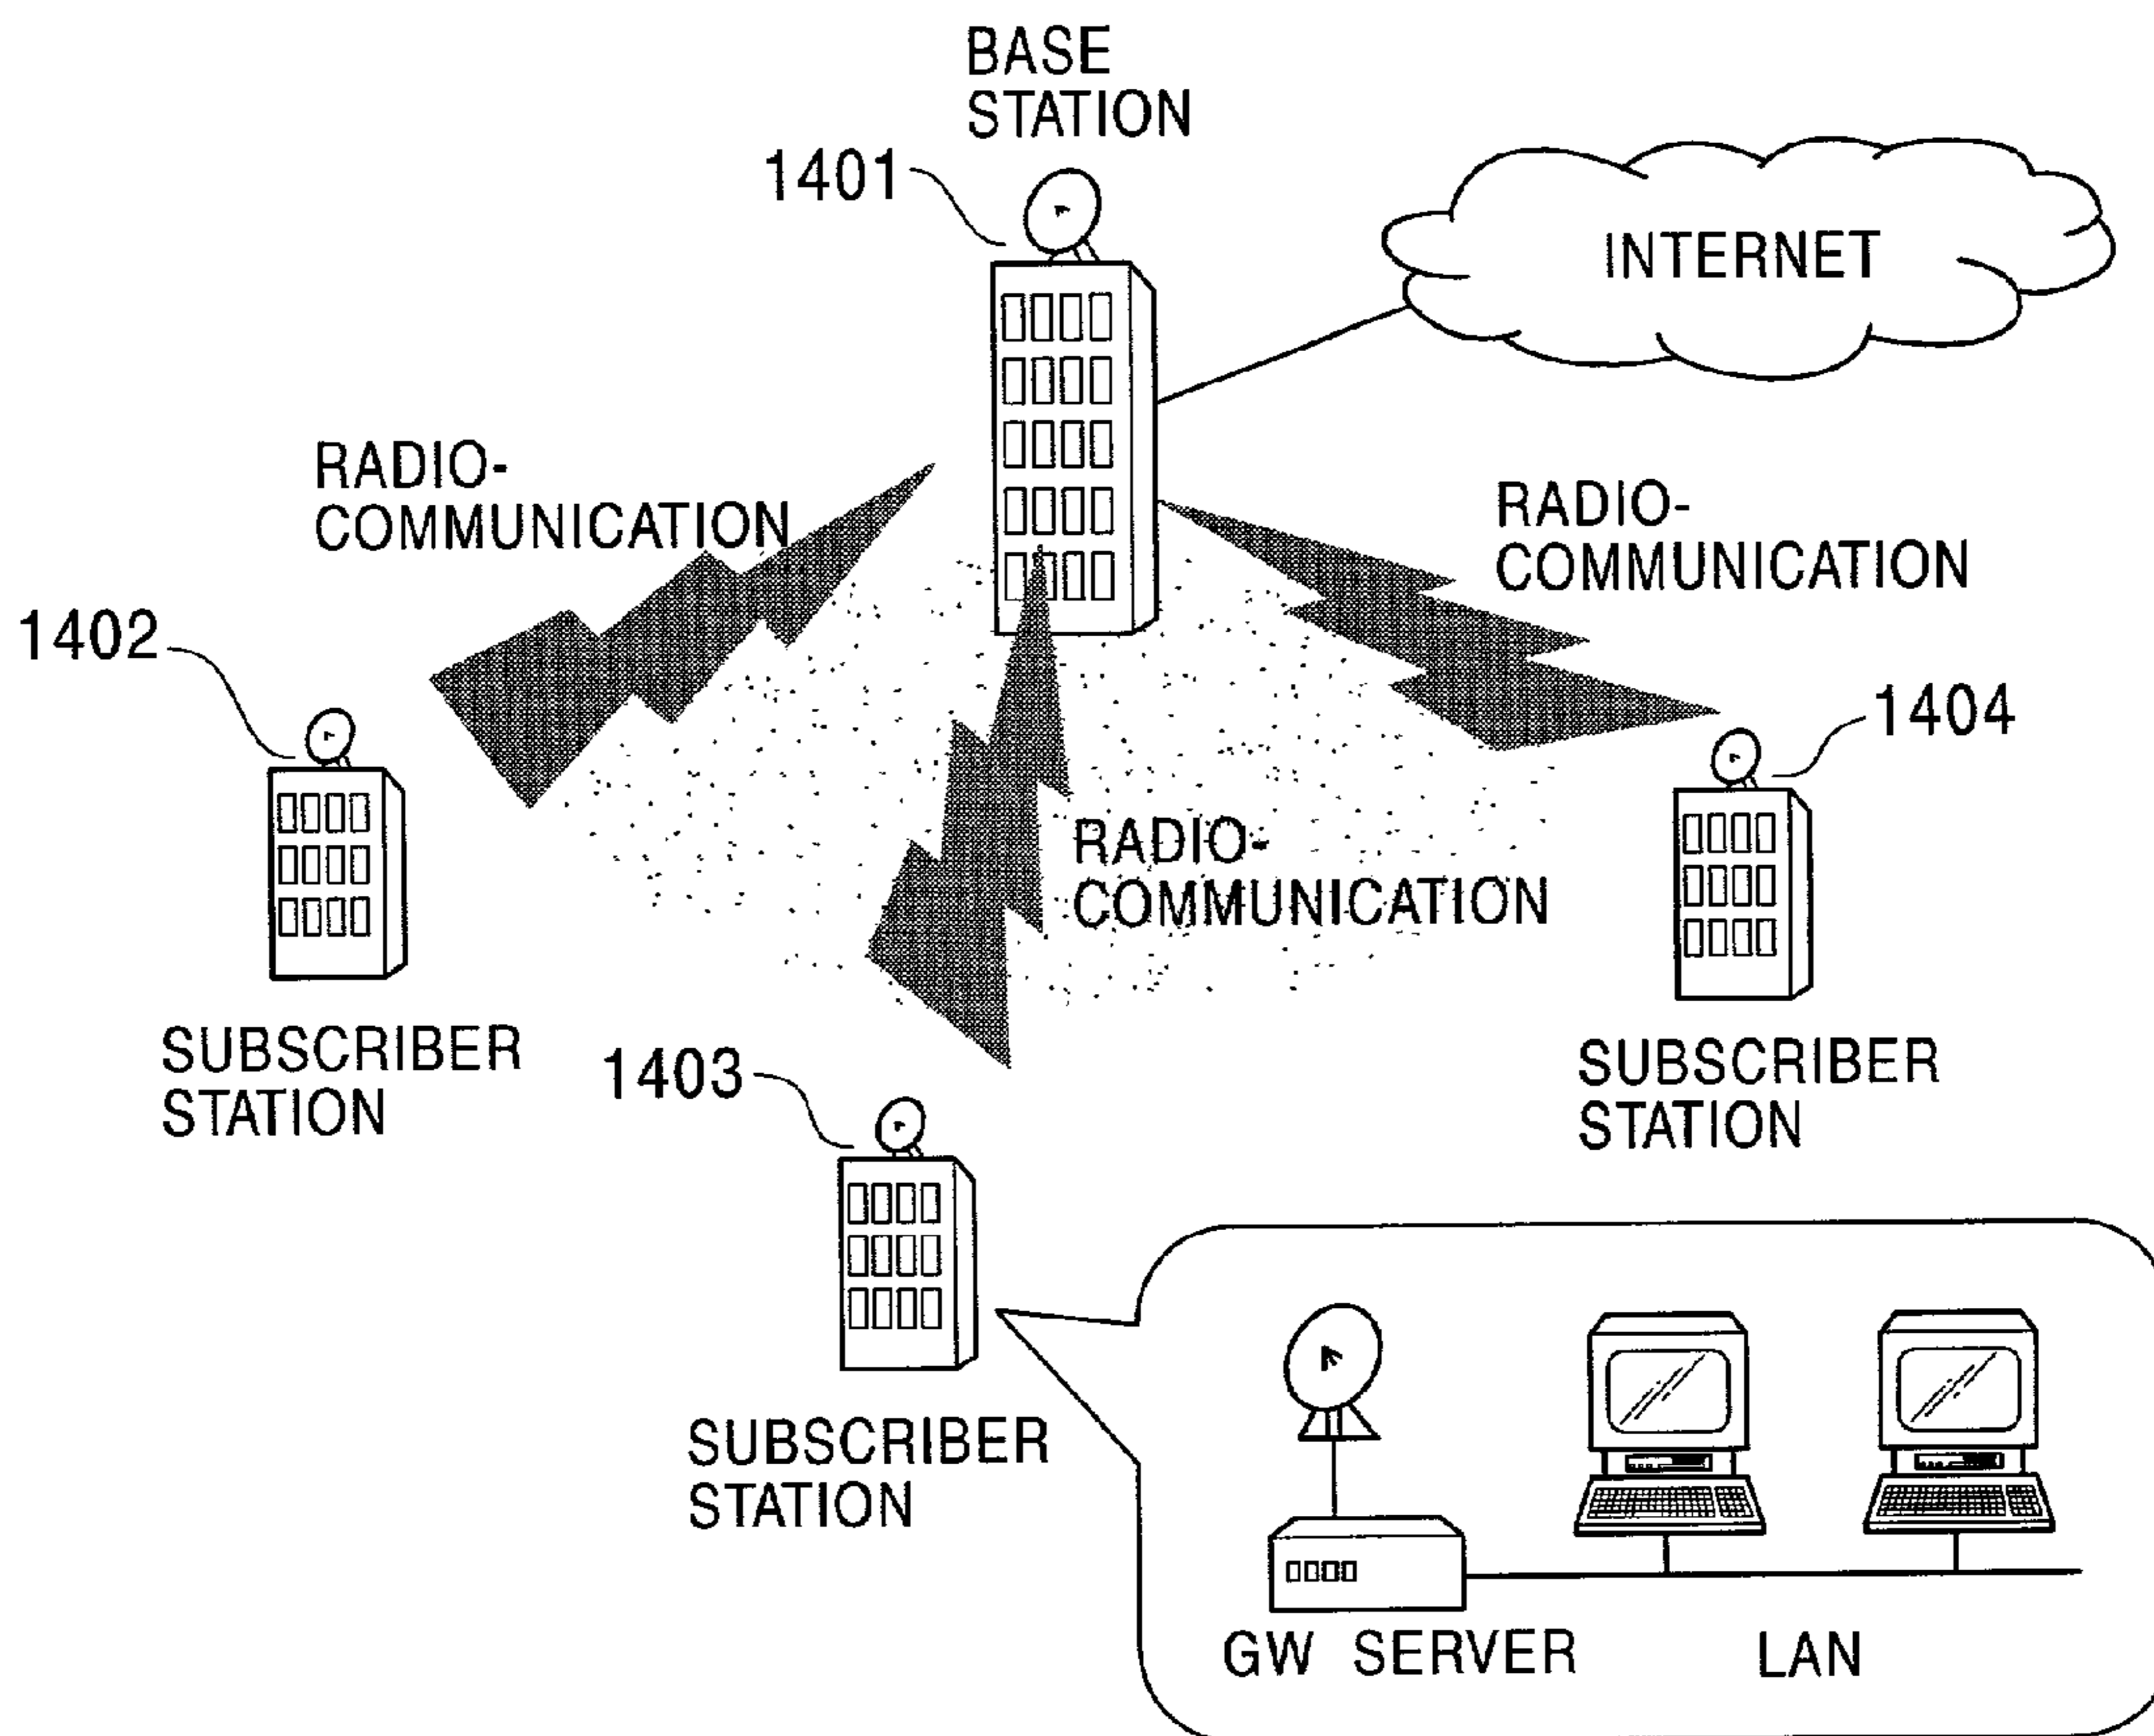 BASE
STATION
1401
INTERNET
RADIO-
COMMUNICATION
RADIO-
COMMUNICATION
1402
1404
RADIO-
COMMUNICATION
SUBSCRIBER
STATION
1403
SUBSCRIBER
STATION
SUBSCRIBER
STATION
GW SERVER
LAN